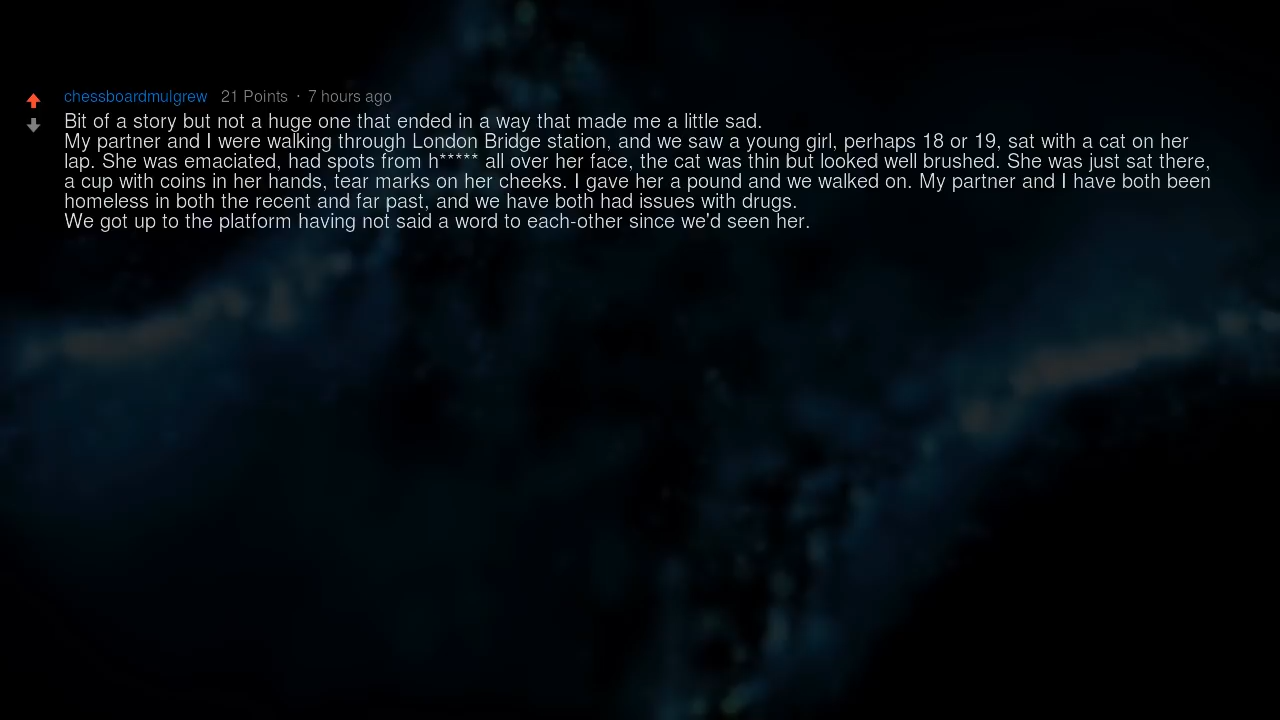 chessboardmulgrew 21 Points · 7 hours ago
Bit of a story but not a huge one that ended in a way that made me a little sad.
My partner and I were walking through London Bridge station, and we saw a young girl, perhaps 18 or 19, sat with a cat on her
lap. She was emaciated, had spots from h***** all over her face, the cat was thin but looked well brushed. She was just sat there,
a cup with coins in her hands, tear marks on her cheeks. I gave her a pound and we walked on. My partner and I have both been
homeless in both the recent and far past, and we have both had issues with drugs.
We got up to the platform having not said a word to each-other since we'd seen her.